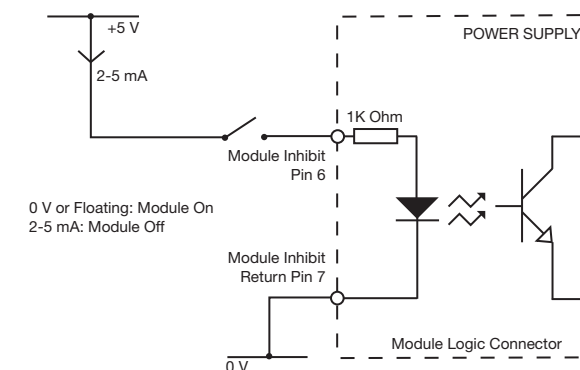 +5 V
POWER SUPPLY
2-5 mA
1K Ohm
Module Inhibit
Pin 6
0 V or Floating: Module On
2-5 mA: Module Off
Module Inhibit
Return Pin 7
Module Logic Connector
0 V